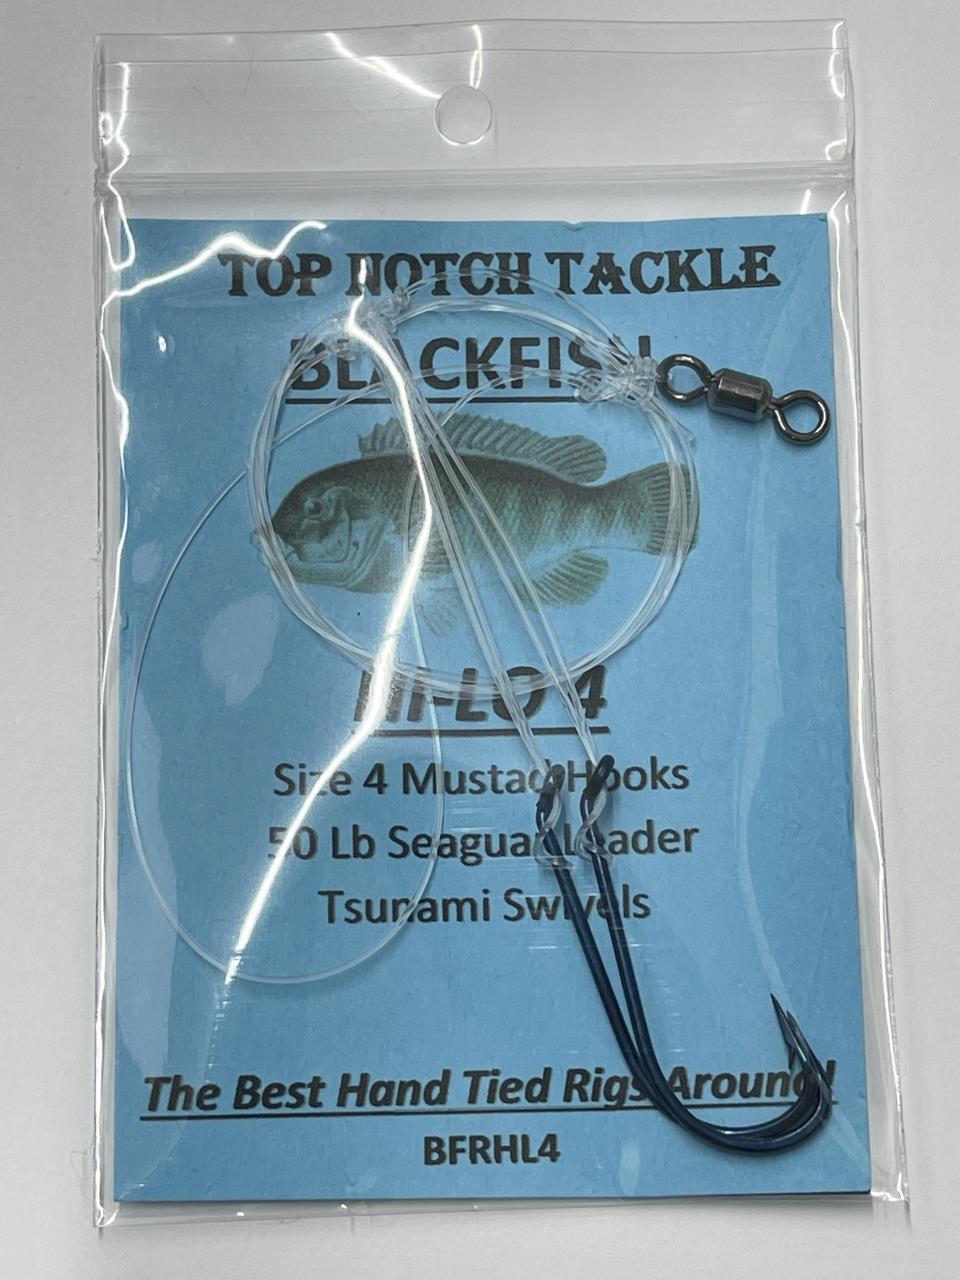 TOP NOTCH TACKLE
BLACKFISH
HI-LO 4
Size 4 Mustad Hooks
50 Lb Seaguar Leader
Tsunami Swivels
The Best Hand Tied Rigs Around!
BFRHL4